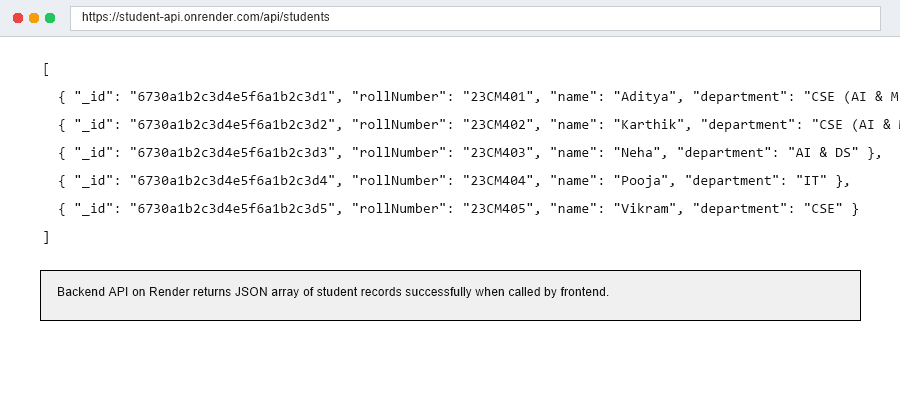 https://student-api.onrender.com/api/students
[
{ "_id": "6730a1b2c3d4e5f6a1b2c3d1", "rollNumber": "23CM401", "name": "Aditya", "department": "CSE (AI & M
{ "_id": "6730a1b2c3d4e5f6a1b2c3d2", "rollNumber": "23CM402", "name": "Karthik", "department": "CSE (AI &
{ "_id": "6730a1b2c3d4e5f6a1b2c3d3", "rollNumber": "23CM403", "name": "Neha", "department": "AI & DS" },
{ "_id": "6730a1b2c3d4e5f6a1b2c3d4", "rollNumber": "23CM404", "name": "Pooja", "department": "IT" },
{ "_id": "6730a1b2c3d4e5f6a1b2c3d5", "rollNumber": "23CM405", "name": "Vikram", "department": "CSE" }
]
Backend API on Render returns JSON array of student records successfully when called by frontend.